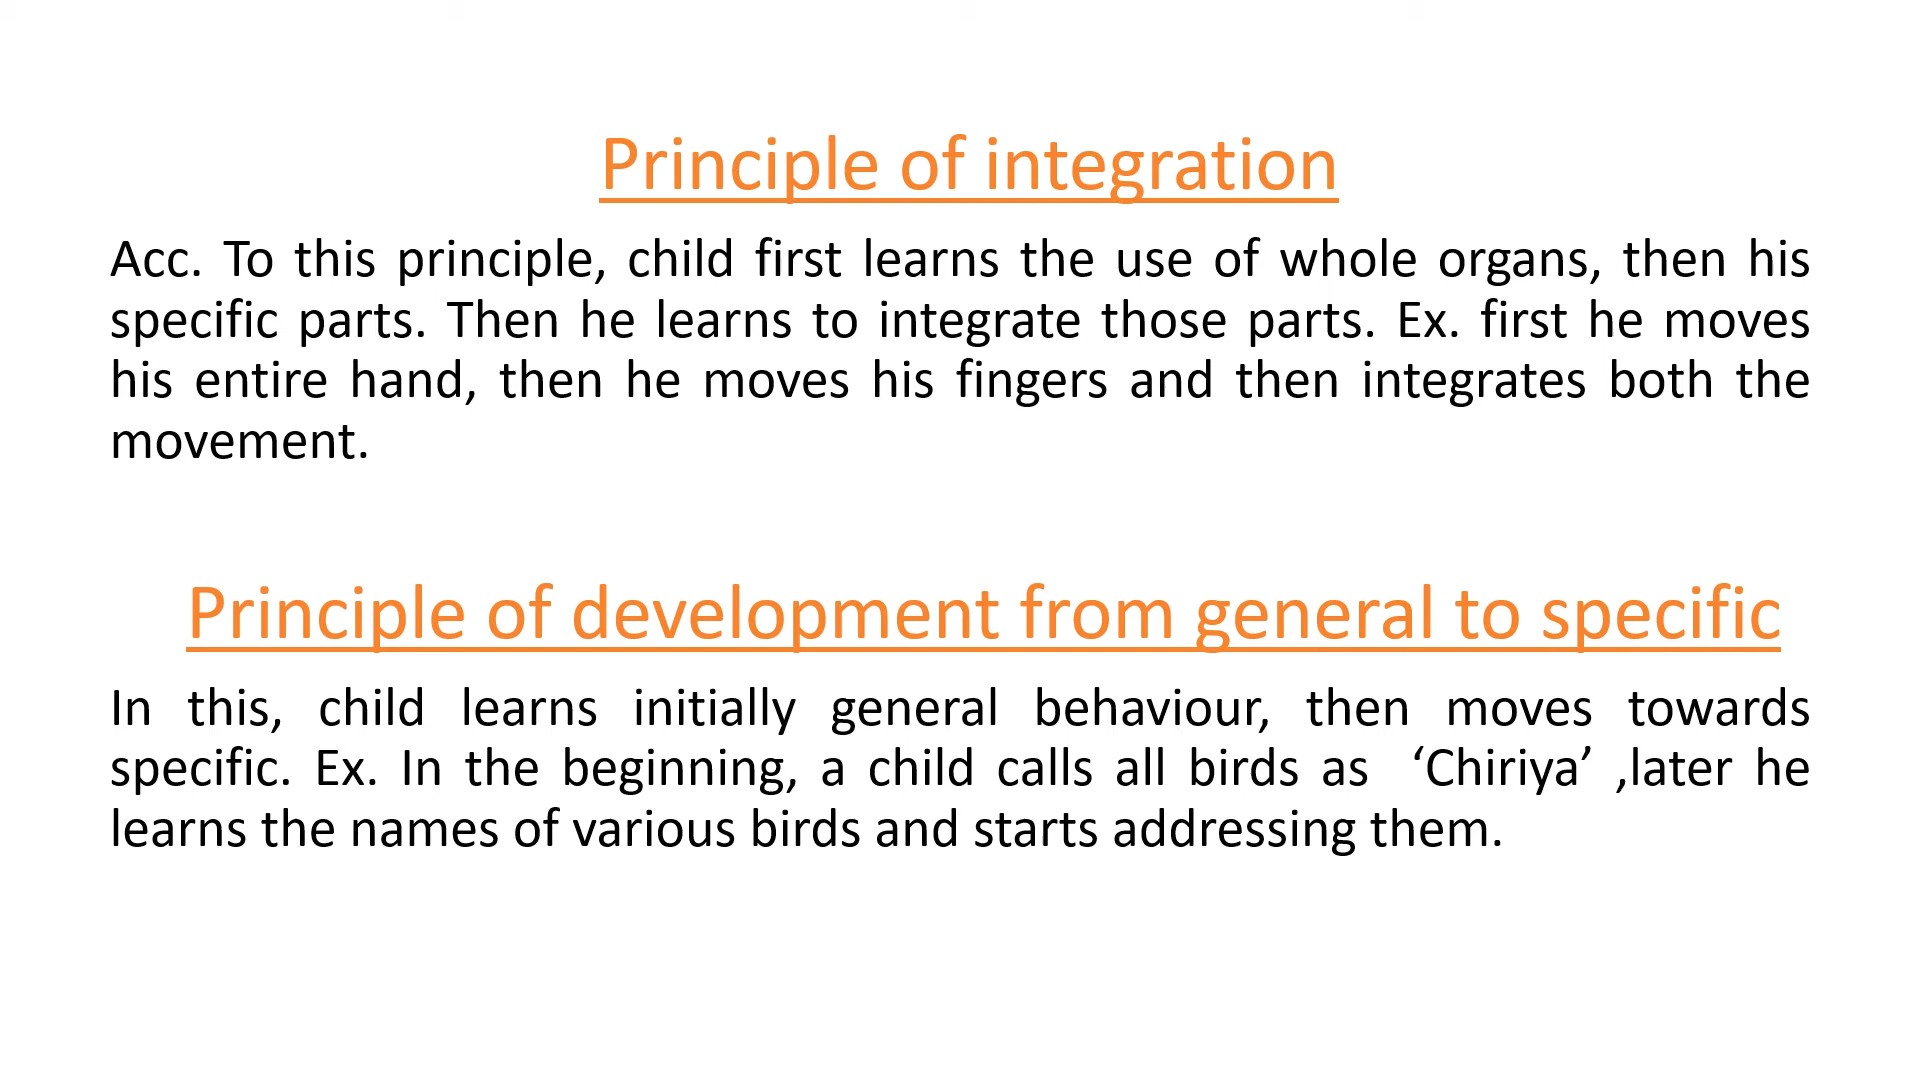 Principle of integration
Acc. To this principle, child first learns the use of whole organs, then his
specific parts. Then he learns to integrate those parts. Ex. first he moves
his entire hand, then he moves his fingers and then integrates both the
movement.
Principle of development from general to specific
In this, child learns initially general behaviour, then moves towards
specific. Ex. In the beginning, a child calls all birds as ‘Chiriya’ ,later he
learns the names of various birds and starts addressing them.